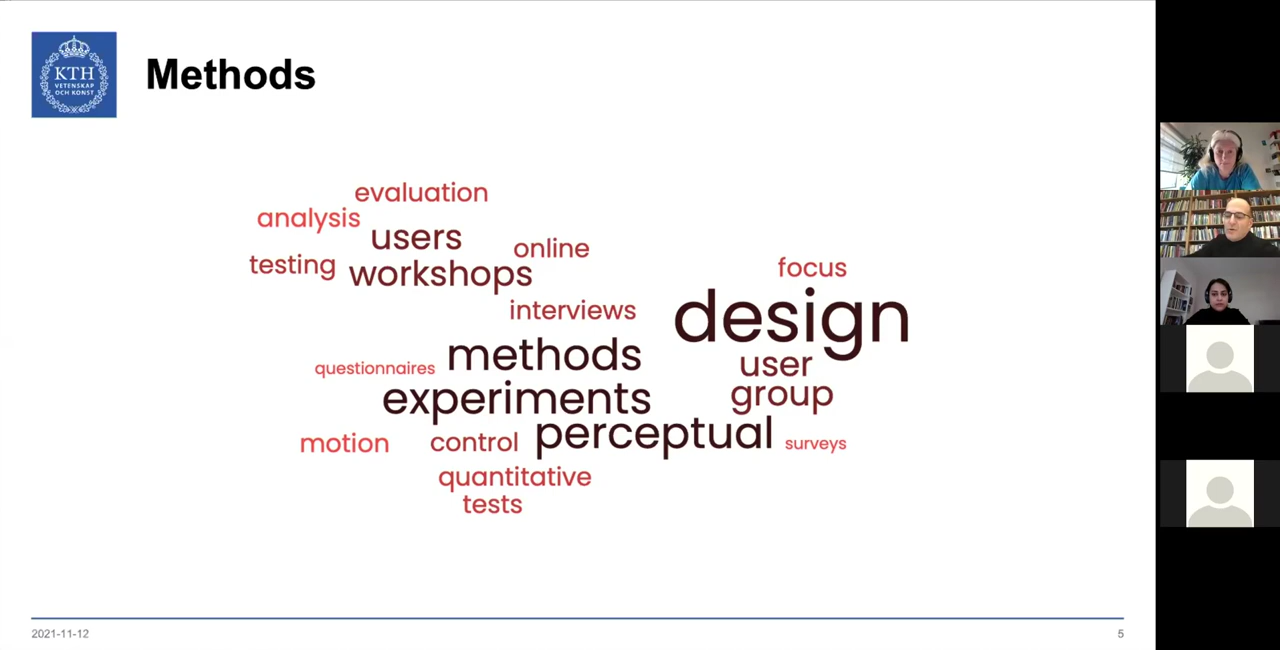 KTH
VETENSKAP
OCH KONST
Methods
evaluation
analysis
users
online
testing
workshops
focus
interviews
design
methods
user
questionnaires
experiments
group
perceptual
motion
control
surveys
quantitative
tests
2021-11-12
5